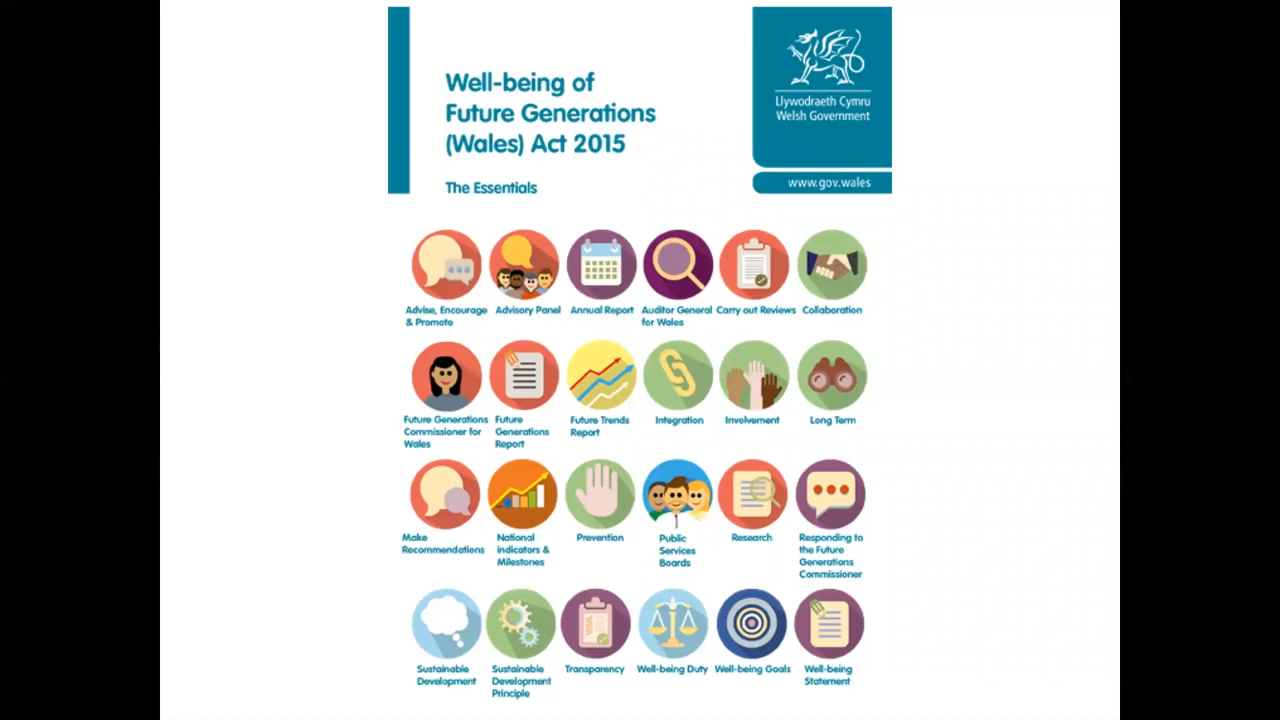 Well-being of
Future Generations
(Wales) Act 2015
The Essentials
Llywodraeth Cymru
Welsh Government
www.gov.wales
Advise, Encourage
& Promote
Advisory Panel
Annual Report
Auditor General
for Wales
Carry out Reviews
Collaboration
Future Generations
Commissioner for
Wales
Future
Generations
Report
Future Trends
Report
Integration
Involvement
Long Term
Make
Recommendations
National
indicators &
Milestones
Prevention
Public
Services
Boards
Research
Responding to
the Future
Generations
Commissioner
Sustainable
Development
Sustainable
Development
Principle
Transparency
Well-being Duty
Well-being Goals
Well-being
Statement